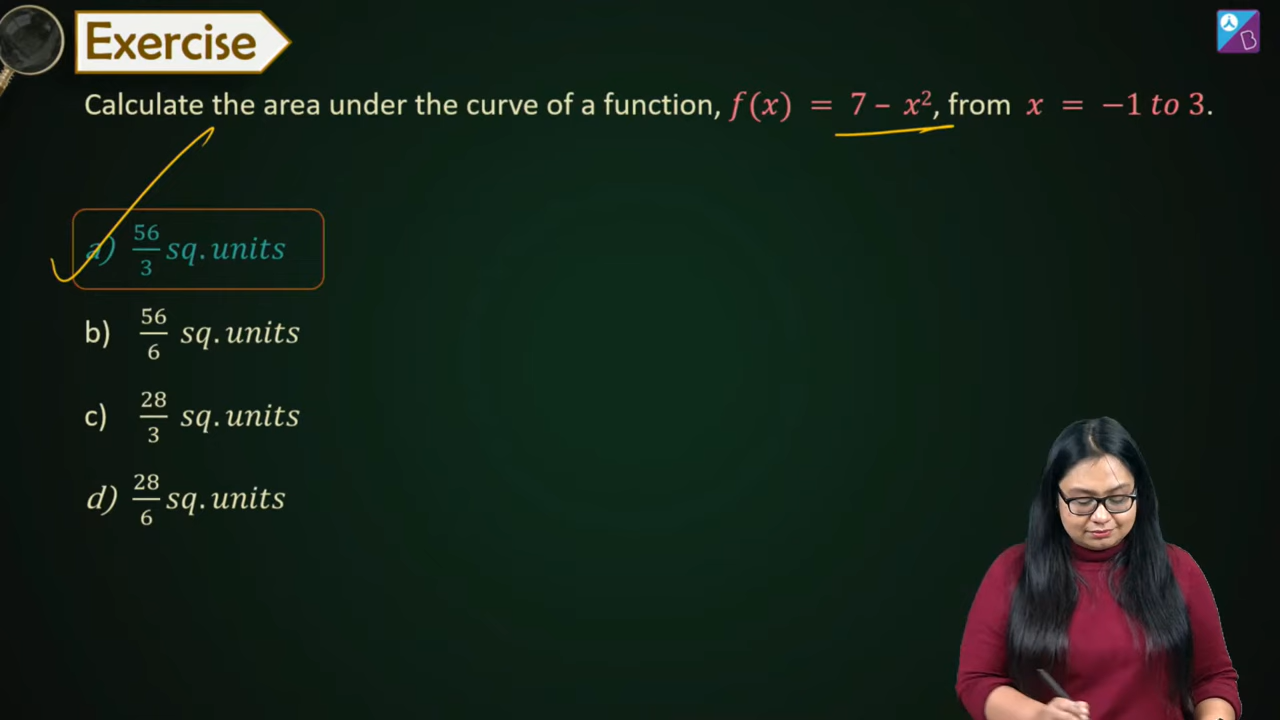 Exercise
Calculate the area under the curve of a function, f(x) = 7 – x², from x = −1 to 3.
a) 56/3 sq. units
b) 56/6 sq. units
c) 28/3 sq. units
d) 28/6 sq. units